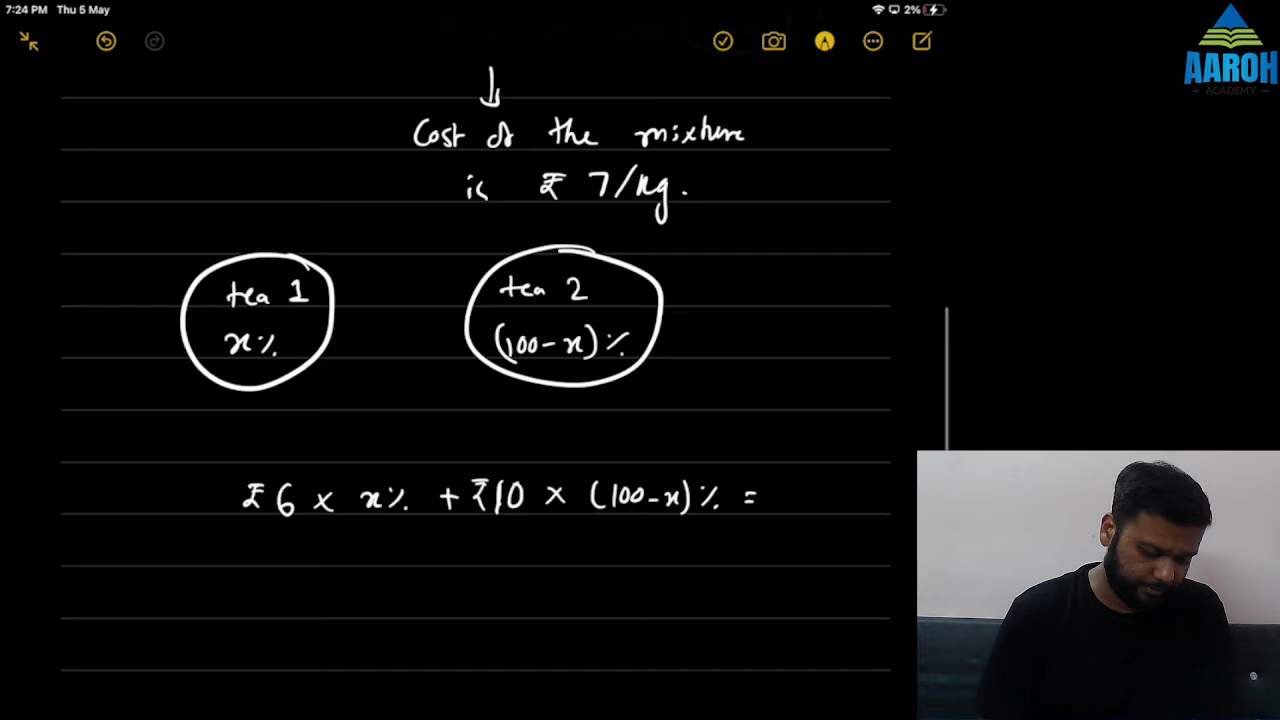 7:24 PM Thu 5 May
2%
AAROH
ACADEMY
Cost of the mixture
is ₹ 7/kg.
tea 1
x%
tea 2
(100-x)%
₹6 × x% + ₹10 × (100-x)% =